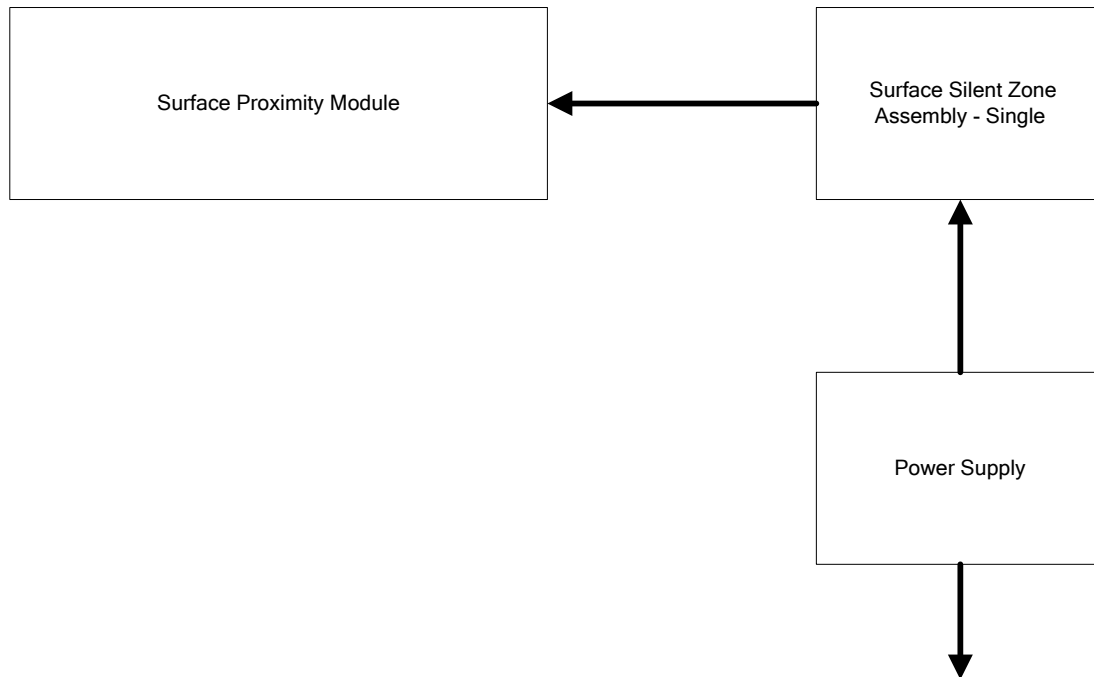 Surface Proximity Module
Surface Silent Zone
Assembly - Single
Power Supply